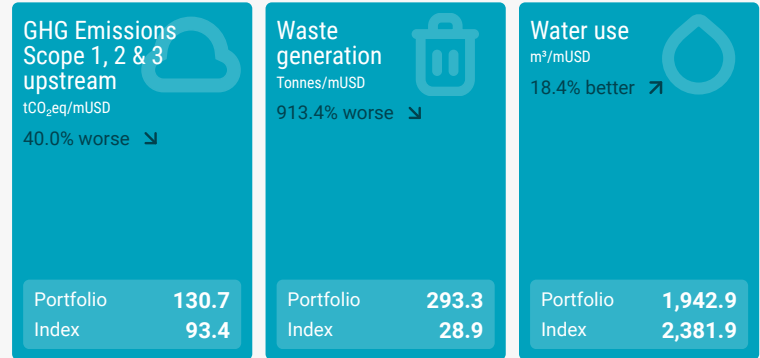 GHG Emissions
Scope 1, 2 & 3
upstream
tCO₂eq/mUSD
40.0% worse
Portfolio 130.7
Index 93.4
Waste
generation
Tonnes/mUSD
913.4% worse
Portfolio 293.3
Index 28.9
Water use
m³/mUSD
18.4% better
Portfolio 1,942.9
Index 2,381.9